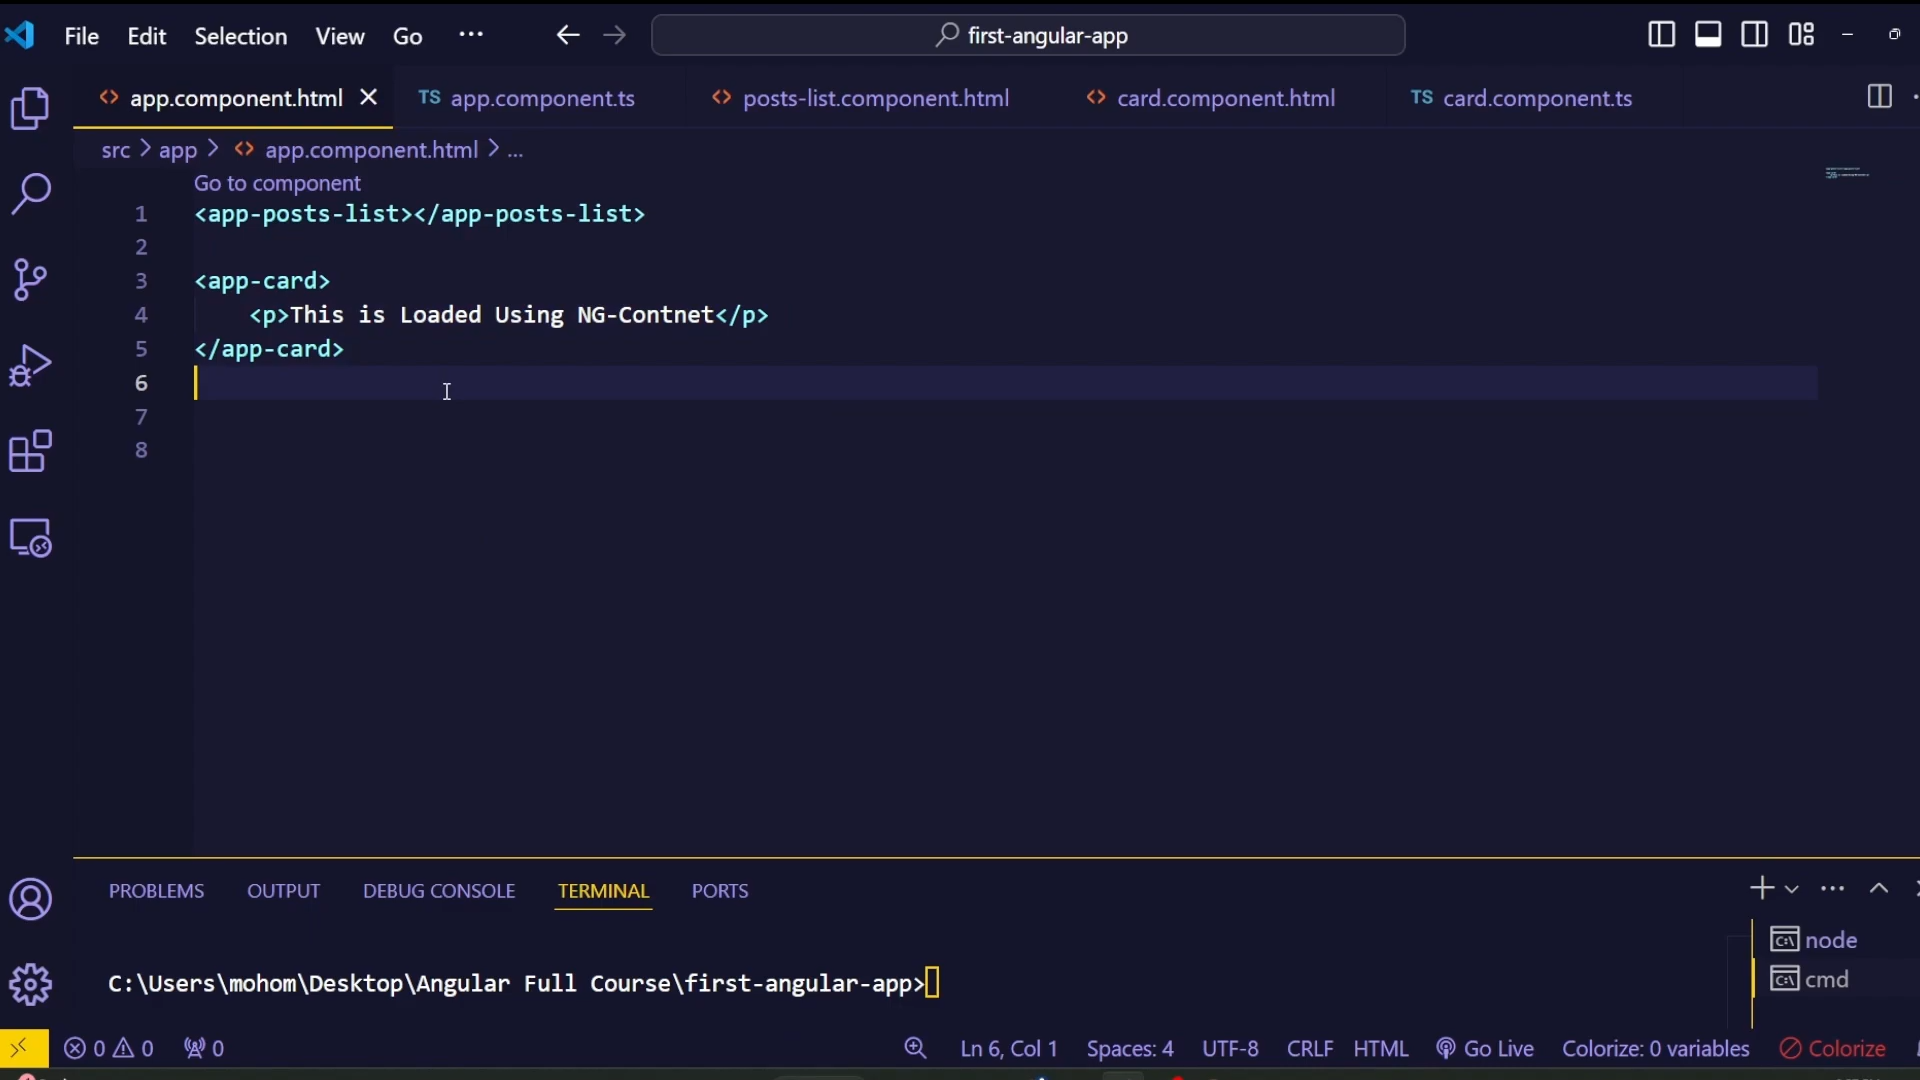 File Edit Selection View Go ··· first-angular-app
app.component.html TS app.component.ts posts-list.component.html card.component.html TS card.component.ts
src > app > app.component.html > ...
Go to component
1 <app-posts-list></app-posts-list>
2
3 <app-card>
4 <p>This is Loaded Using NG-Contnet</p>
5 </app-card>
6
7
8
PROBLEMS OUTPUT DEBUG CONSOLE TERMINAL PORTS
node
C:\Users\mohom\Desktop\Angular Full Course\first-angular-app>
cmd
0 0 0 Ln 6, Col 1 Spaces: 4 UTF-8 CRLF HTML Go Live Colorize: 0 variables Colorize